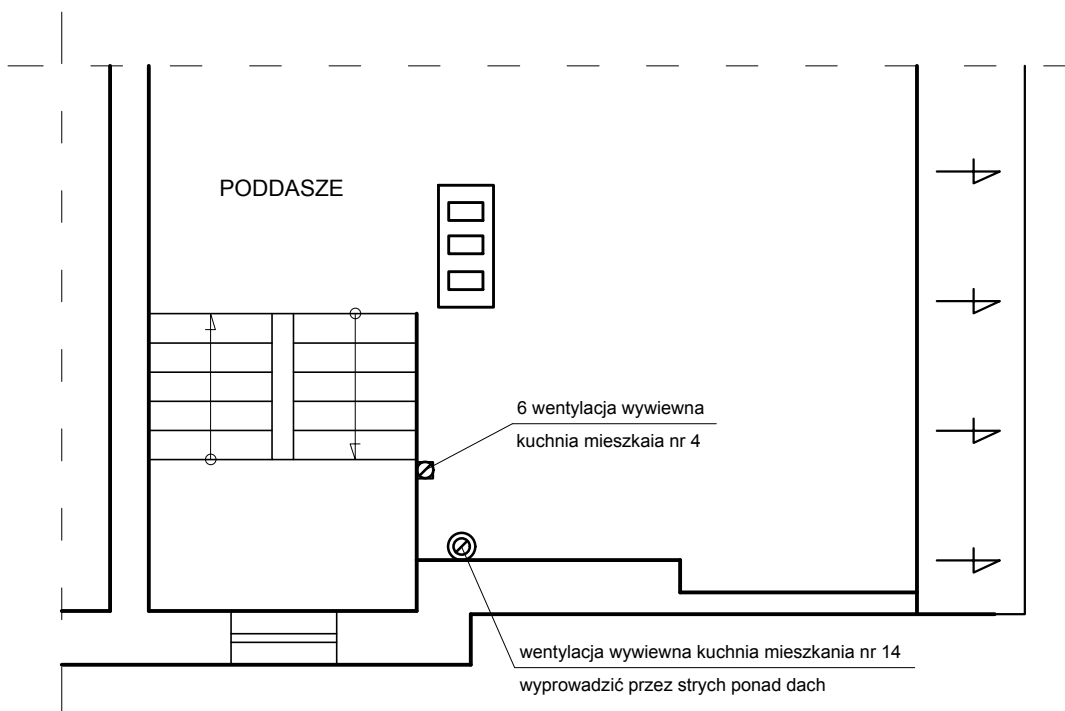 PODDASZE
6 wentylacja wywiewna
kuchnia mieszkaia nr 4
wentylacja wywiewna kuchnia mieszkania nr 14
wyprowadzić przez strych ponad dach